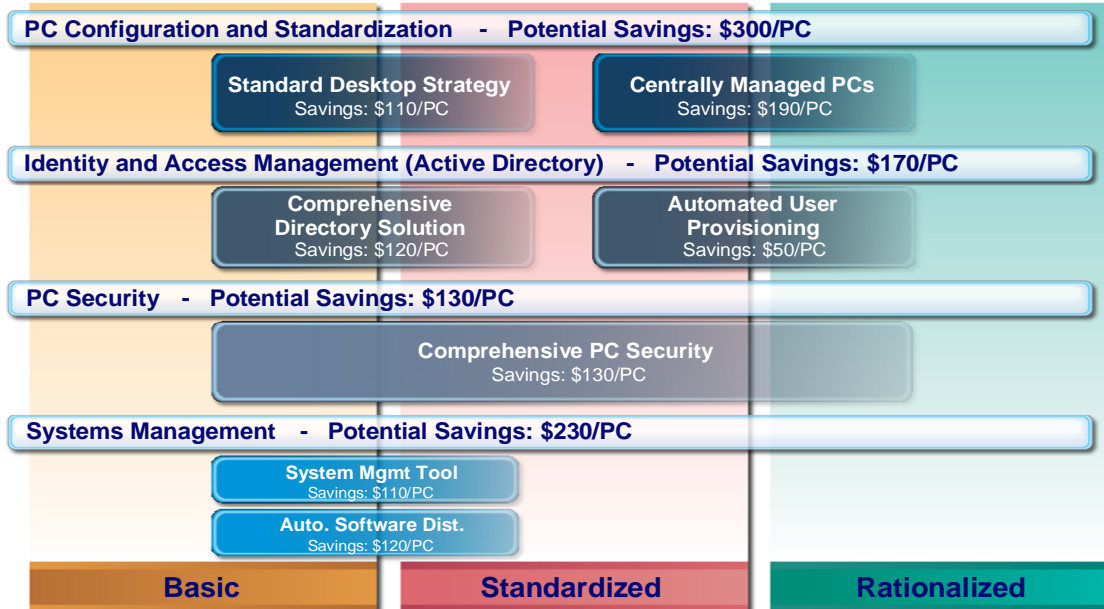 PC Configuration and Standardization - Potential Savings: $300/PC
Standard Desktop Strategy
Savings: $110/PC
Centrally Managed PCs
Savings: $190/PC
Identity and Access Management (Active Directory) - Potential Savings: $170/PC
Comprehensive
Directory Solution
Savings: $120/PC
Automated User
Provisioning
Savings: $50/PC
PC Security - Potential Savings: $130/PC
Comprehensive PC Security
Savings: $130/PC
Systems Management - Potential Savings: $230/PC
System Mgmt Tool
Savings: $110/PC
Auto. Software Dist.
Savings: $120/PC
Basic
Standardized
Rationalized